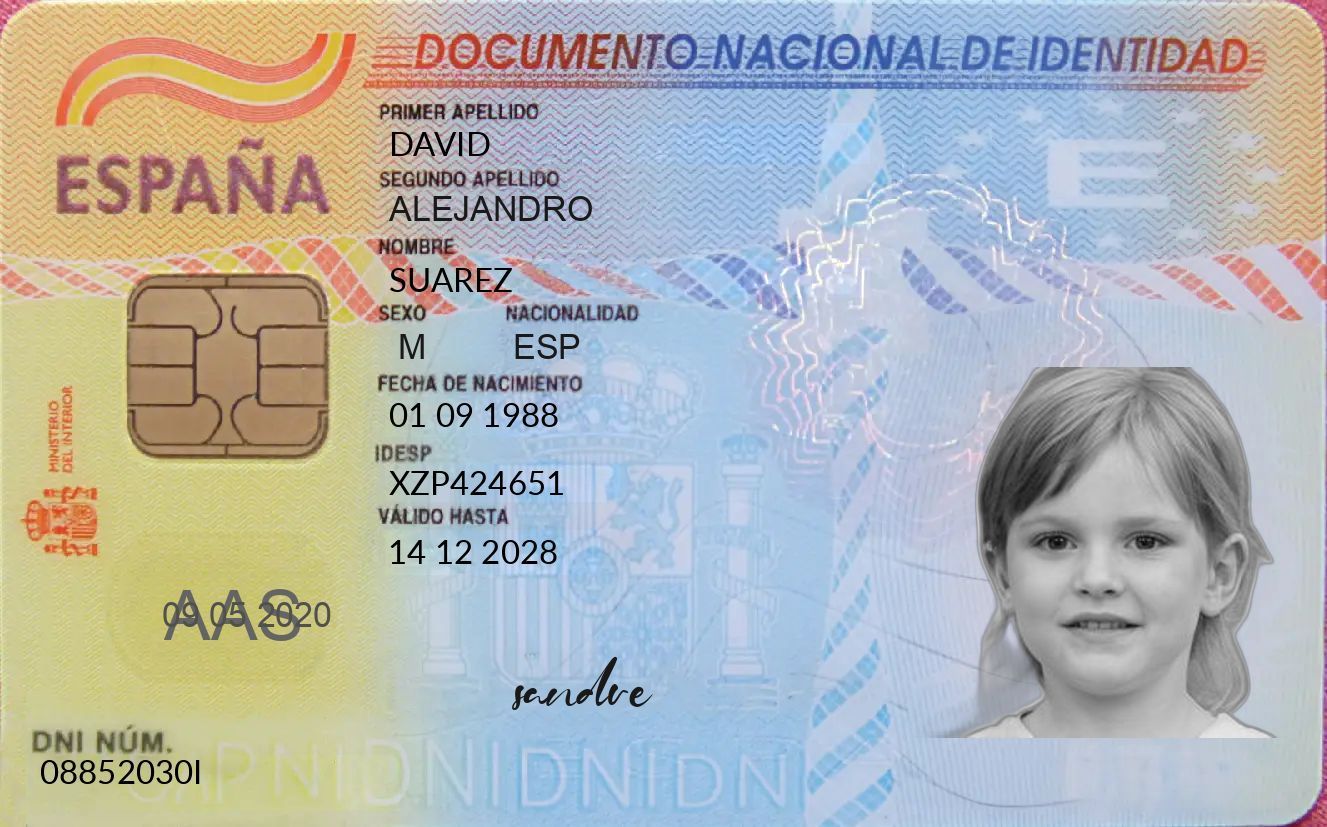 DOCUMENTO NACIONAL DE IDENTIDAD
ESPAÑA
E
PRIMER APELLIDO
DAVID
SEGUNDO APELLIDO
ALEJANDRO
NOMBRE
SUAREZ
SEXO NACIONALIDAD
M ESP
FECHA DE NACIMIENTO
01 09 1988
IDESP
XZP424651
VÁLIDO HASTA
14 12 2028
MINISTERIO
DEL INTERIOR
AAS
09 05 2020
sandre
DNI NÚM.
08852030I
DNIDNIDNIDN